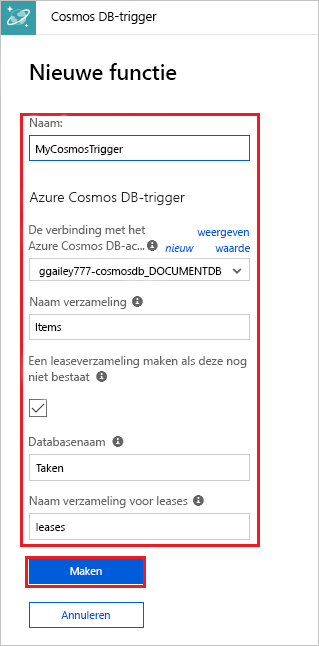 Cosmos DB-trigger
Nieuwe functie
Naam:
MyCosmosTrigger
Azure Cosmos DB-trigger
De verbinding met het weergeven
Azure Cosmos DB-ac... nieuw waarde
ggailey777-cosmosdb_DOCUMENTDB
Naam verzameling
Items
Een leaseverzameling maken als deze nog
niet bestaat
Databasenaam
Taken
Naam verzameling voor leases
leases
Maken
Annuleren